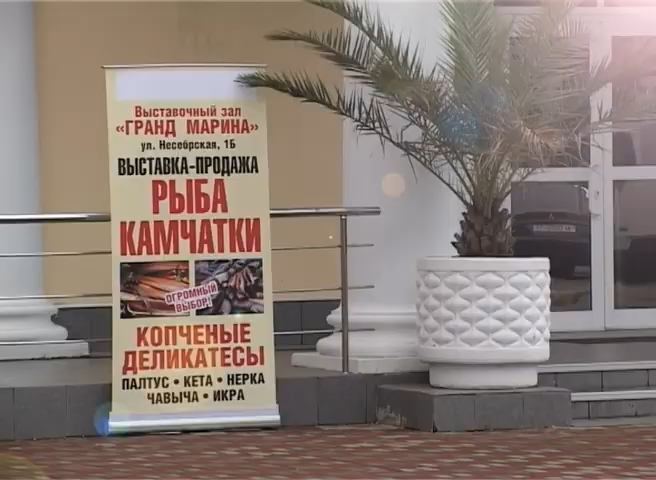 Выставочный зал
«ГРАНД МАРИНА»
ул. Несебрская, 1Б
ВЫСТАВКА-ПРОДАЖА
РЫБА
КАМЧАТКИ
ОГРОМНЫЙ
ВЫБОР!
КОПЧЕНЫЕ
ДЕЛИКАТЕСЫ
ПАЛТУС • КЕТА • НЕРКА
ЧАВЫЧА • ИКРА